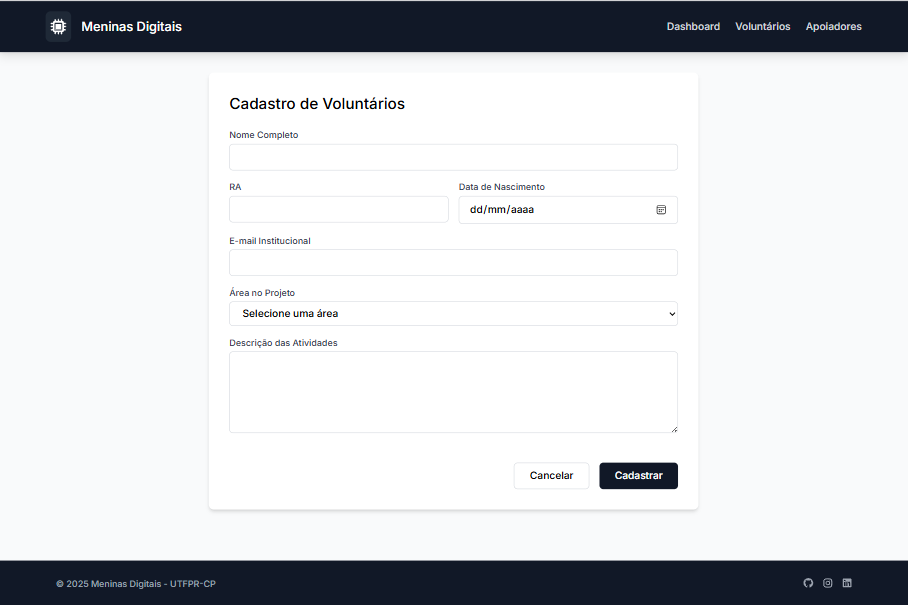 Meninas Digitais
Dashboard Voluntários Apoiadores
Cadastro de Voluntários
Nome Completo
RA
Data de Nascimento
dd/mm/aaaa
E-mail Institucional
Área no Projeto
Selecione uma área
Descrição das Atividades
Cancelar
Cadastrar
© 2025 Meninas Digitais - UTFPR-CP